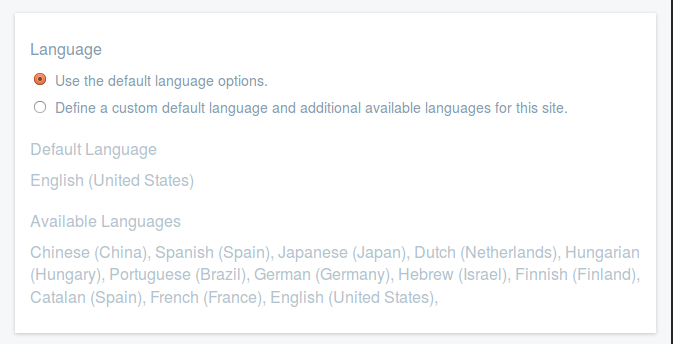 Language
Use the default language options.
Define a custom default language and additional available languages for this site.
Default Language
English (United States)
Available Languages
Chinese (China), Spanish (Spain), Japanese (Japan), Dutch (Netherlands), Hungarian
(Hungary), Portuguese (Brazil), German (Germany), Hebrew (Israel), Finnish (Finland),
Catalan (Spain), French (France), English (United States),